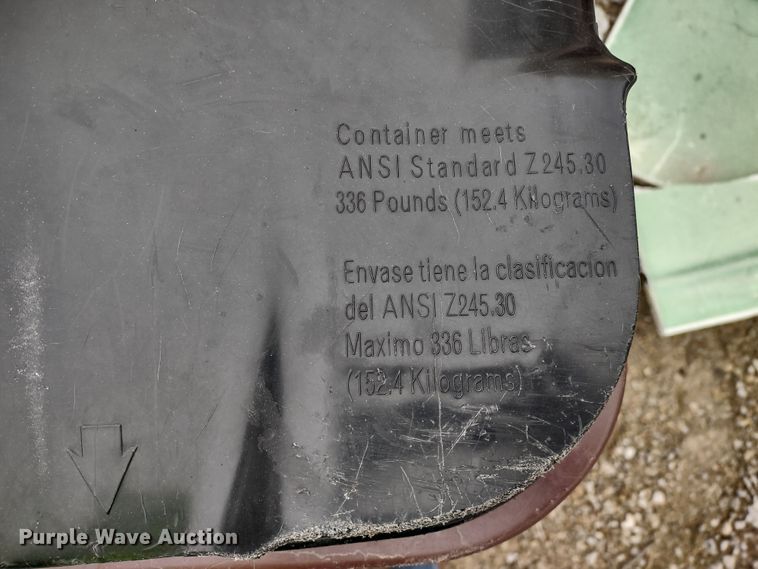 Container meets
ANSI Standard Z245.30
336 Pounds (152.4 Kilograms)
Envase tiene la clasificacion
del ANSI Z245.30
Maximo 336 Libras
(152.4 Kilograms)
Purple Wave Auction